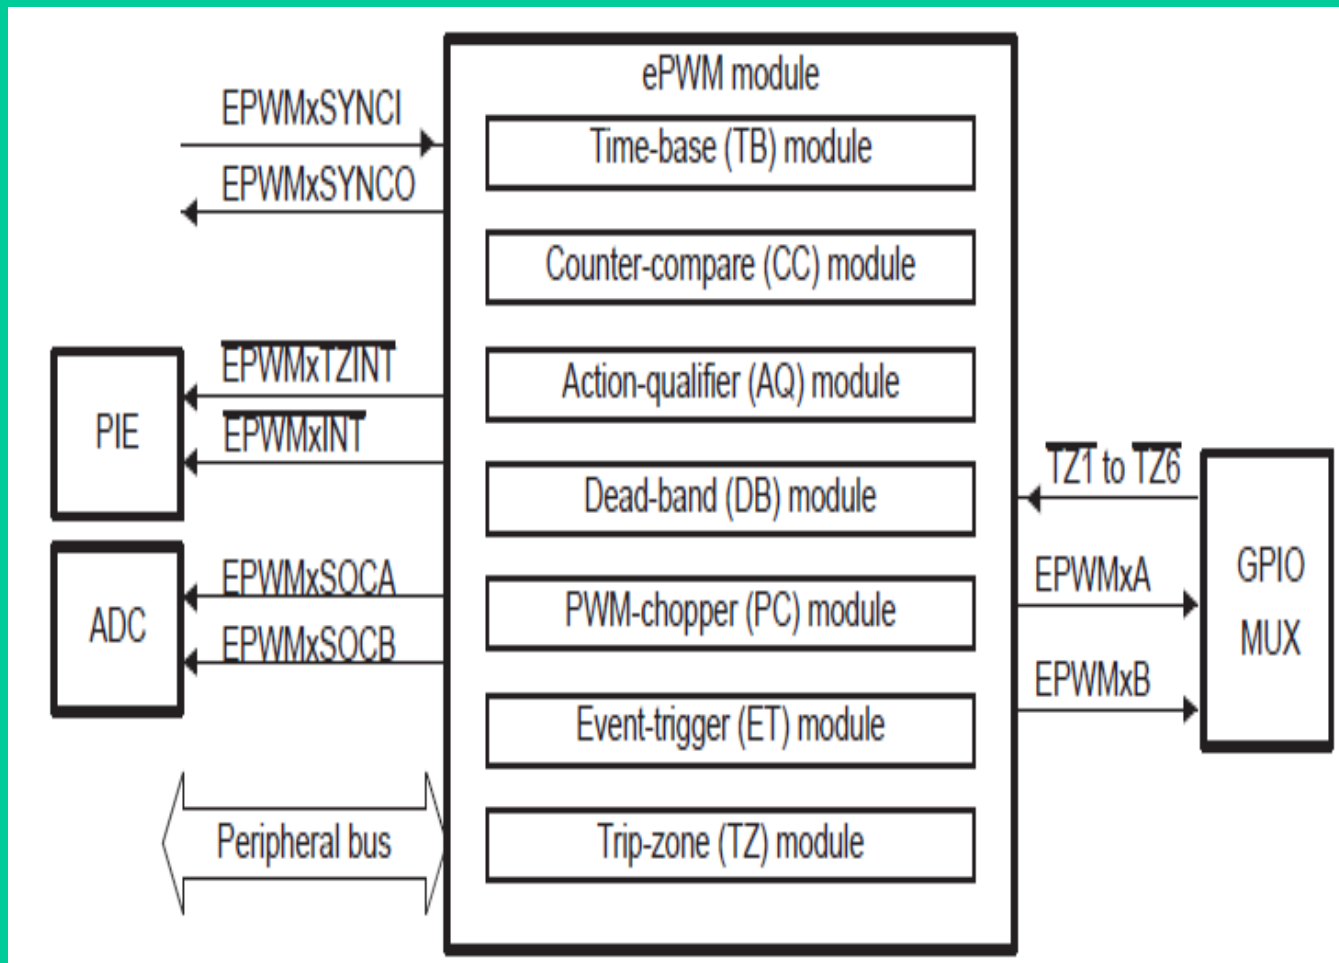 ePWM module
EPWMxSYNCI
Time-base (TB) module
EPWMxSYNCO
Counter-compare (CC) module
EPWMxTZINT
Action-qualifier (AQ) module
PIE
EPWMxINT
TZ1 to TZ6
Dead-band (DB) module
EPWMxSOCA
EPWMxA
GPIO
MUX
ADC
PWM-chopper (PC) module
EPWMxSOCB
EPWMxB
Event-trigger (ET) module
Peripheral bus
Trip-zone (TZ) module